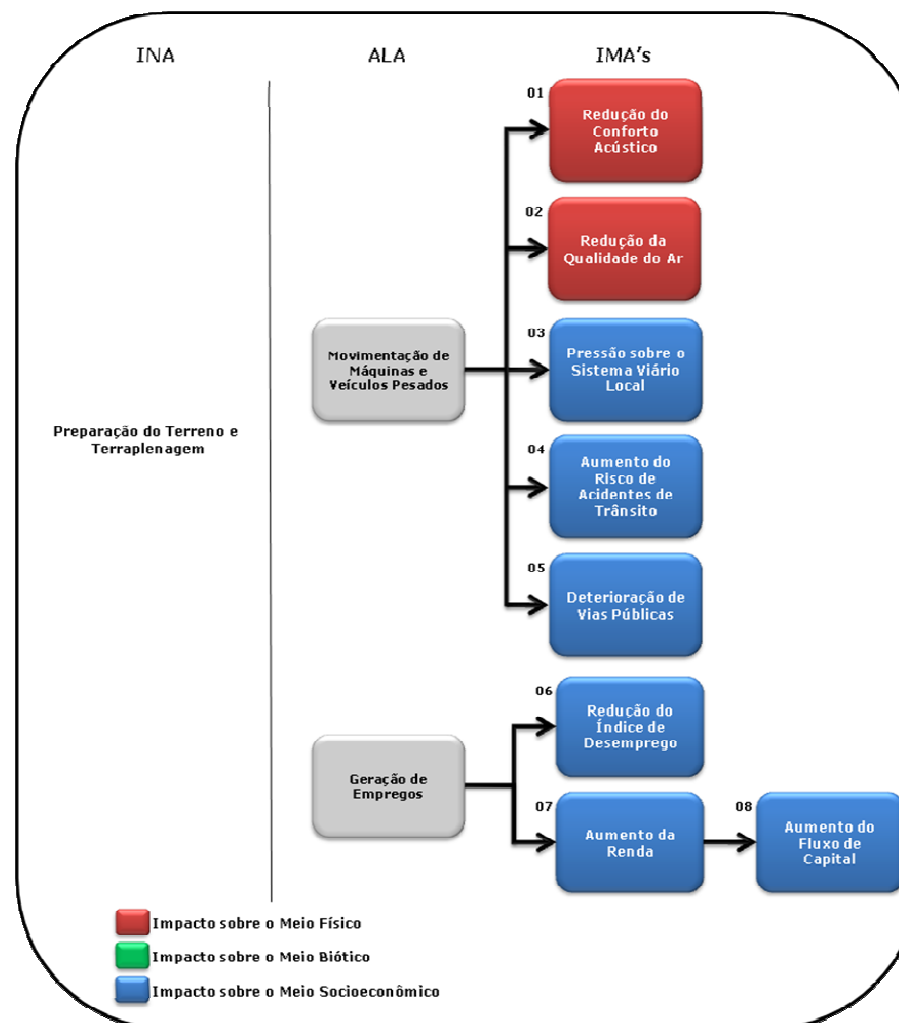 INA
ALA
IMA's
01
Redução do
Conforto
Acústico
02
Redução da
Qualidade do Ar
Movimentação de
Máquinas e
Veículos Pesados
03
Pressão sobre o
Sistema Viário
Local
Preparação do Terreno e
Terraplenagem
04
Aumento do
Risco de
Acidentes de
Trânsito
05
Deterioração de
Vias Públicas
06
Redução do
Índice de
Desemprego
Geração de
Empregos
07
Aumento da
Renda
08
Aumento do
Fluxo de
Capital
Impacto sobre o Meio Físico
Impacto sobre o Meio Biótico
Impacto sobre o Meio Socioeconômico